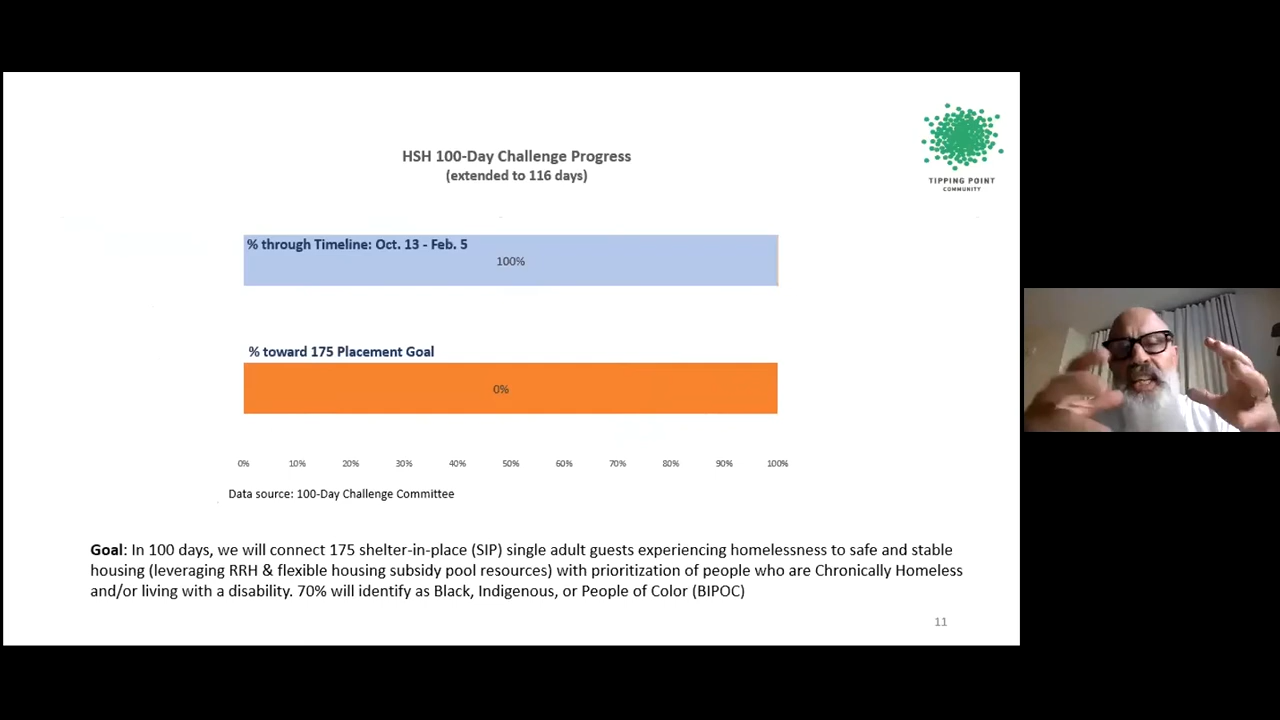 HSH 100-Day Challenge Progress
(extended to 116 days)
TIPPING POINT
COMMUNITY
% through Timeline: Oct. 13 - Feb. 5
100%
% toward 175 Placement Goal
0%
0% 10% 20% 30% 40% 50% 60% 70% 80% 90% 100%
Data source: 100-Day Challenge Committee
Goal: In 100 days, we will connect 175 shelter-in-place (SIP) single adult guests experiencing homelessness to safe and stable
housing (leveraging RRH & flexible housing subsidy pool resources) with prioritization of people who are Chronically Homeless
and/or living with a disability. 70% will identify as Black, Indigenous, or People of Color (BIPOC)
11